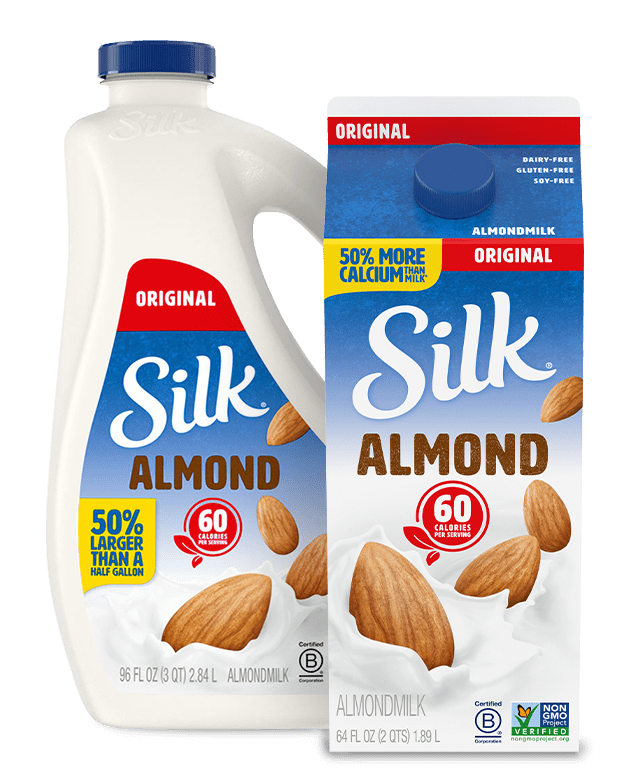 Silk
ORIGINAL
Silk
ALMOND
50%
LARGER
THAN A
HALF GALLON
60
CALORIES
PER SERVING
96 FL OZ (3 QT) 2.84 L ALMONDMILK
Certified
B
Corporation
ORIGINAL
DAIRY-FREE
GLUTEN-FREE
SOY-FREE
ALMONDMILK
50% MORE
CALCIUM THAN MILK*
ORIGINAL
Silk®
ALMOND
60
CALORIES
PER SERVING
ALMONDMILK
64 FL OZ (2 QTS) 1.89 L
Certified
B
Corporation
NON
GMO
Project
VERIFIED
nongmoproject.org